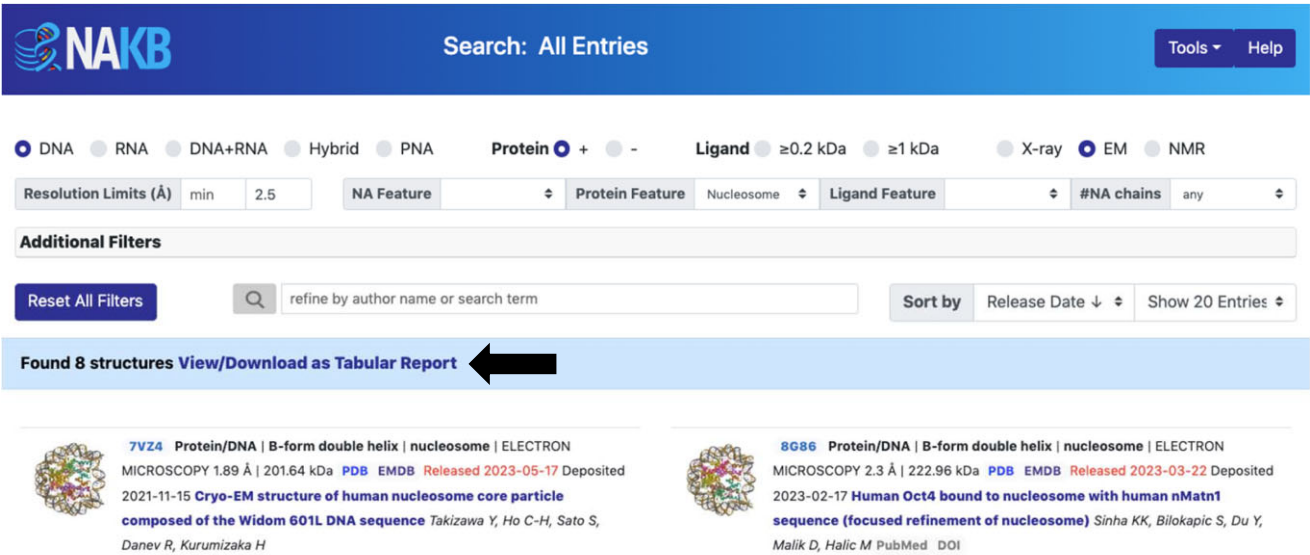 NAKB
Search: All Entries
Tools
Help
DNA RNA DNA+RNA Hybrid PNA Protein + - Ligand ≥0.2 kDa ≥1 kDa X-ray EM NMR
Resolution Limits (Å) min 2.5 NA Feature Protein Feature Nucleosome Ligand Feature #NA chains any
Additional Filters
Reset All Filters refine by author name or search term Sort by Release Date ↓ Show 20 Entries
Found 8 structures View/Download as Tabular Report
7VZ4 Protein/DNA | B-form double helix | nucleosome | ELECTRON
MICROSCOPY 1.89 Å | 201.64 kDa PDB EMDB Released 2023-05-17 Deposited
2021-11-15 Cryo-EM structure of human nucleosome core particle
composed of the Widom 601L DNA sequence Takizawa Y, Ho C-H, Sato S,
Danev R, Kurumizaka H
8G86 Protein/DNA | B-form double helix | nucleosome | ELECTRON
MICROSCOPY 2.3 Å | 222.96 kDa PDB EMDB Released 2023-03-22 Deposited
2023-02-17 Human Oct4 bound to nucleosome with human nMatn1
sequence (focused refinement of nucleosome) Sinha KK, Bilokapic S, Du Y,
Malik D, Halic M PubMed DOI